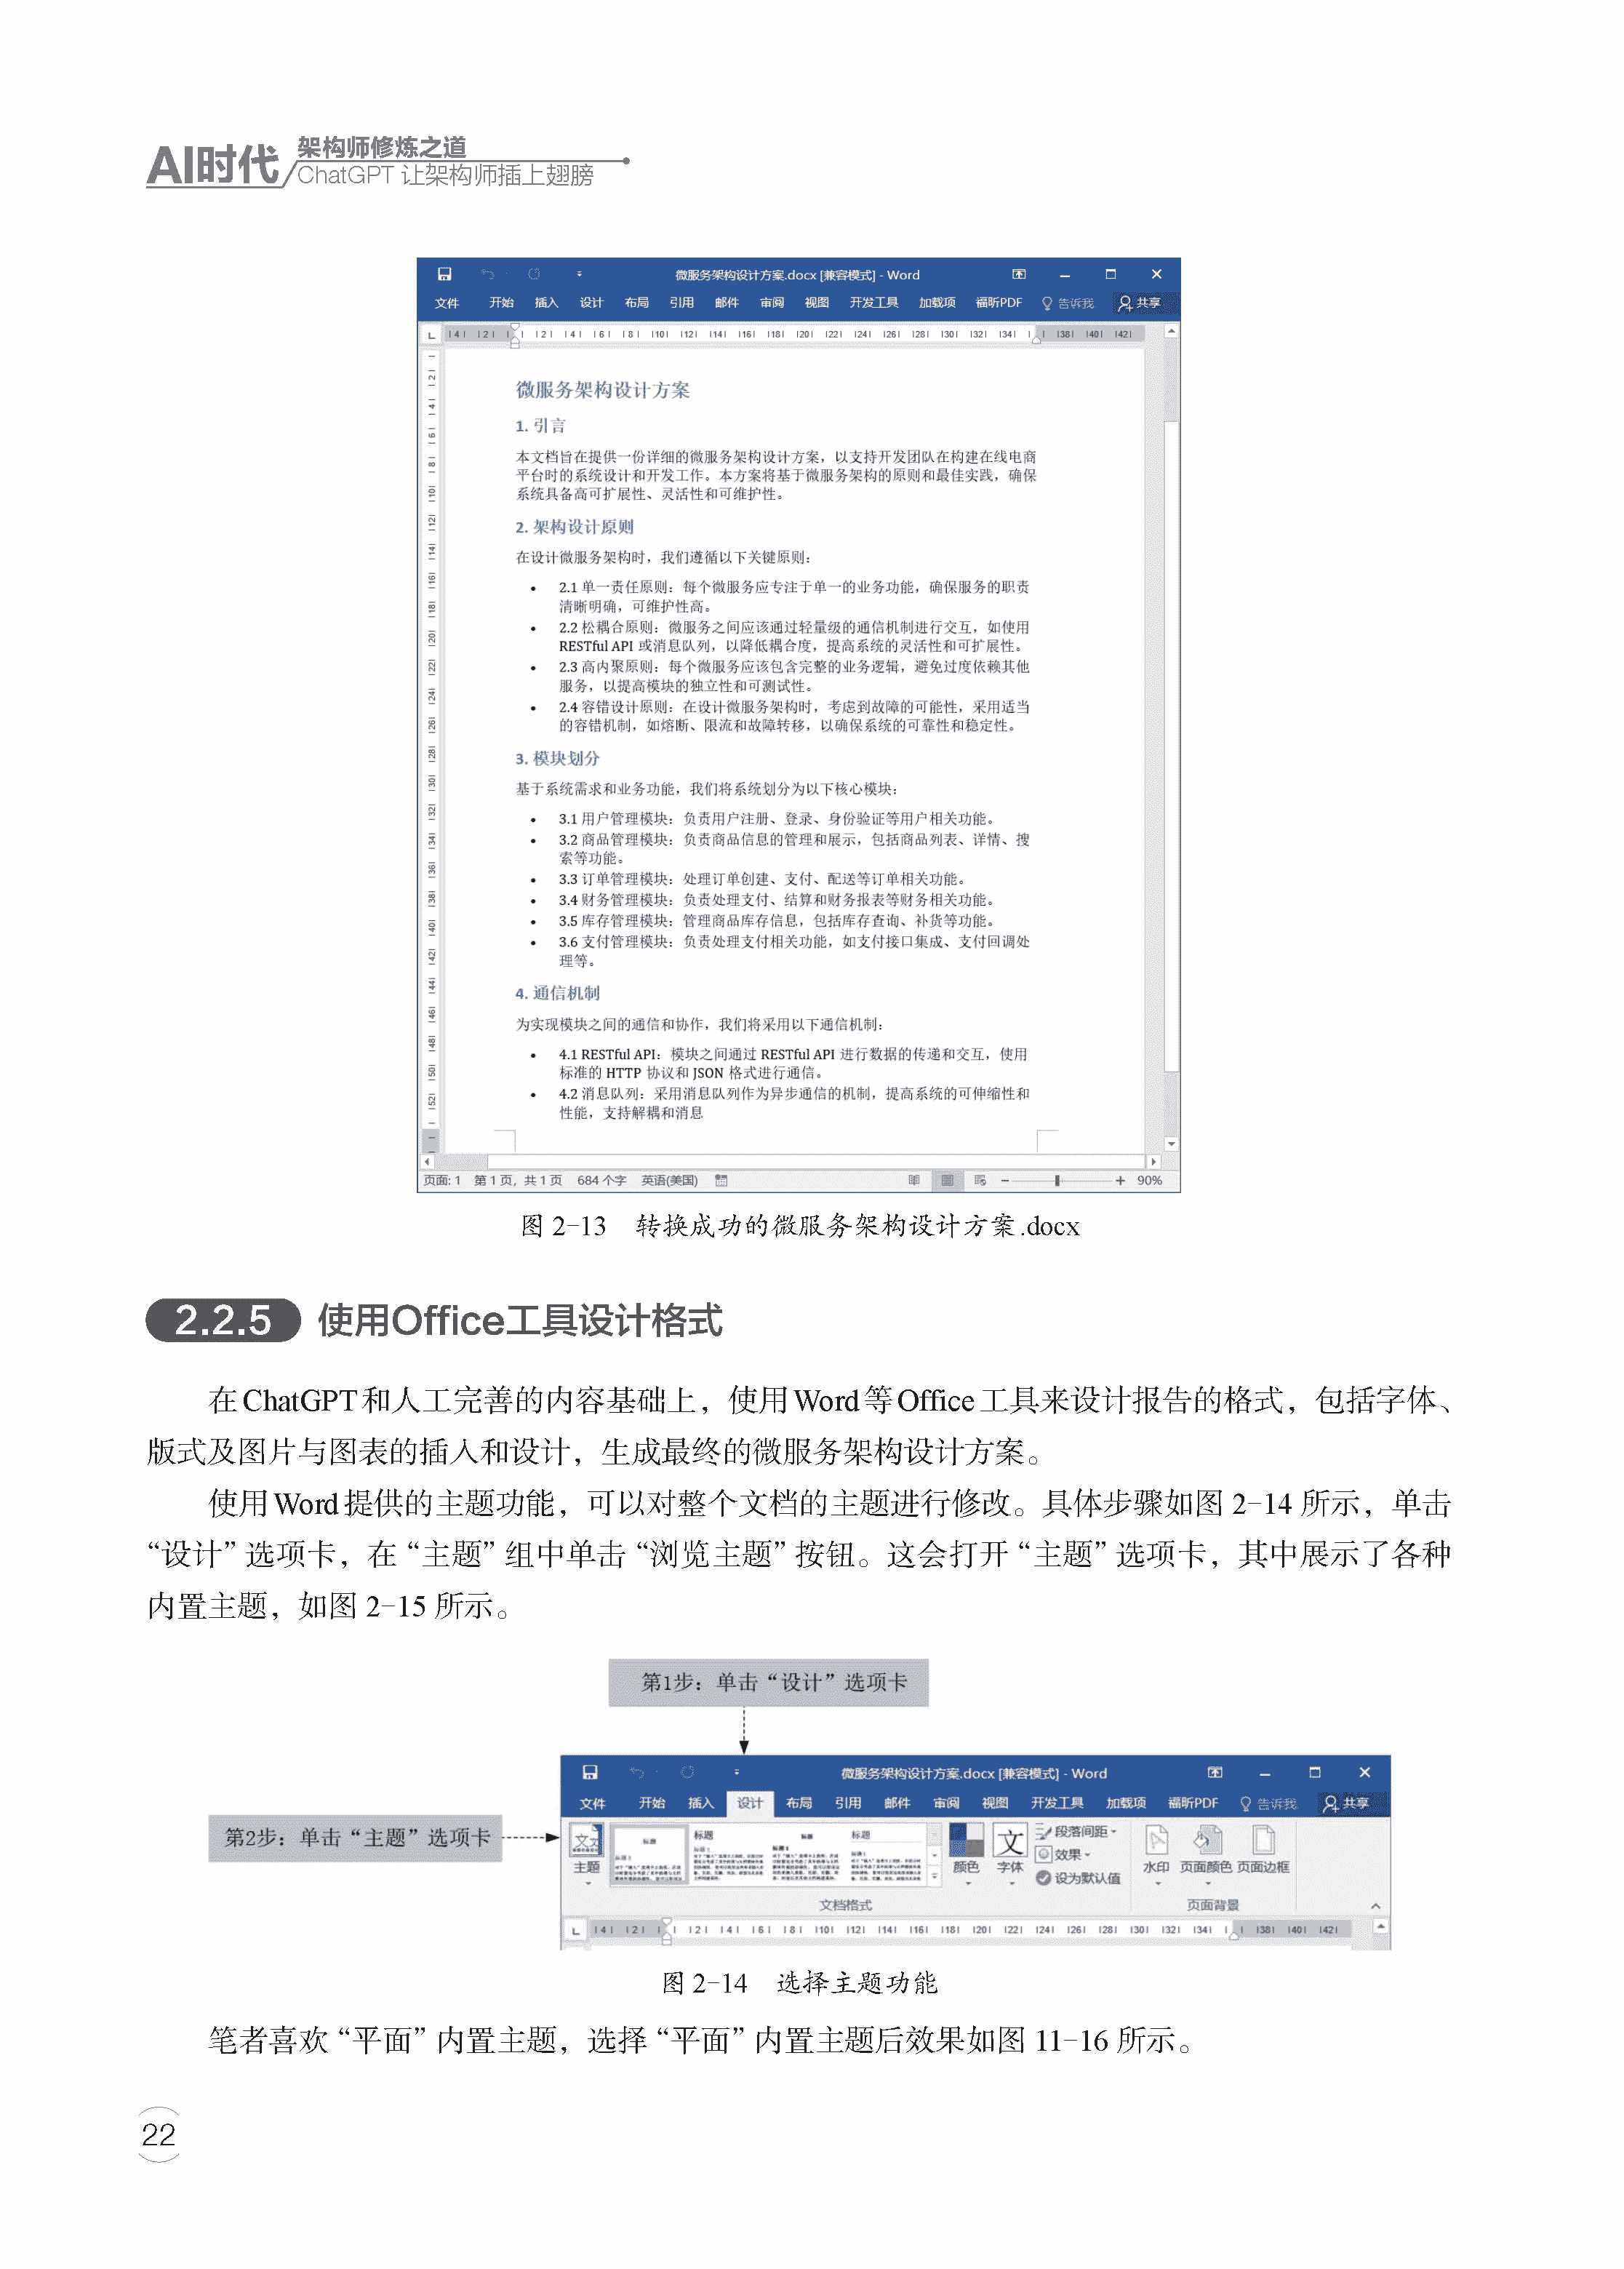 AI时代
架构师修炼之道
ChatGPT 让架构师插上翅膀
微服务架构设计方案.docx [兼容模式] - Word
文件 开始 插入 设计 布局 引用 邮件 审阅 视图 开发工具 加载项 福昕PDF 告诉我 共享
微服务架构设计方案
1. 引言
本文档旨在提供一份详细的微服务架构设计方案，以支持开发团队在构建在线电商
平台时的系统设计和开发工作。本方案将基于微服务架构的原则和最佳实践，确保
系统具备高可扩展性、灵活性和可维护性。
2. 架构设计原则
在设计微服务架构时，我们遵循以下关键原则：
• 2.1 单一责任原则：每个微服务应专注于单一的业务功能，确保服务的职责
清晰明确，可维护性高。
• 2.2 松耦合原则：微服务之间应该通过轻量级的通信机制进行交互，如使用
RESTful API 或消息队列，以降低耦合度，提高系统的灵活性和可扩展性。
• 2.3 高内聚原则：每个微服务应该包含完整的业务逻辑，避免过度依赖其他
服务，以提高模块的独立性和可测试性。
• 2.4 容错设计原则：在设计微服务架构时，考虑到故障的可能性，采用适当
的容错机制，如熔断、限流和故障转移，以确保系统的可靠性和稳定性。
3. 模块划分
基于系统需求和业务功能，我们将系统划分为以下核心模块：
• 3.1 用户管理模块：负责用户注册、登录、身份验证等用户相关功能。
• 3.2 商品管理模块：负责商品信息的管理和展示，包括商品列表、详情、搜
索等功能。
• 3.3 订单管理模块：处理订单创建、支付、配送等订单相关功能。
• 3.4 财务管理模块：负责处理支付、结算和财务报表等财务相关功能。
• 3.5 库存管理模块：管理商品库存信息，包括库存查询、补货等功能。
• 3.6 支付管理模块：负责处理支付相关功能，如支付接口集成、支付回调处
理等。
4. 通信机制
为实现模块之间的通信和协作，我们将采用以下通信机制：
• 4.1 RESTful API：模块之间通过 RESTful API 进行数据的传递和交互，使用
标准的 HTTP 协议和 JSON 格式进行通信。
• 4.2 消息队列：采用消息队列作为异步通信的机制，提高系统的可伸缩性和
性能，支持解耦和消息
页面: 1 第 1 页，共 1 页 684 个字 英语(美国) 90%
图 2-13 转换成功的微服务架构设计方案.docx
2.2.5 使用Office工具设计格式
在ChatGPT和人工完善的内容基础上，使用Word等Office工具来设计报告的格式，包括字体、
版式及图片与图表的插入和设计，生成最终的微服务架构设计方案。
使用Word提供的主题功能，可以对整个文档的主题进行修改。具体步骤如图 2-14 所示，单击
“设计” 选项卡，在 “主题” 组中单击 “浏览主题” 按钮。这会打开 “主题” 选项卡，其中展示了各种
内置主题，如图 2-15 所示。
第1步：单击“设计”选项卡
微服务架构设计方案.docx [兼容模式] - Word
文件 开始 插入 设计 布局 引用 邮件 审阅 视图 开发工具 加载项 福昕PDF 告诉我 共享
第2步：单击“主题”选项卡
主题 标题 标题 标题 标题 颜色 字体 段落间距 效果 设为默认值 水印 页面颜色 页面边框
文档格式 页面背景
图 2-14 选择主题功能
笔者喜欢 “平面” 内置主题，选择 “平面” 内置主题后效果如图 11-16 所示。
22